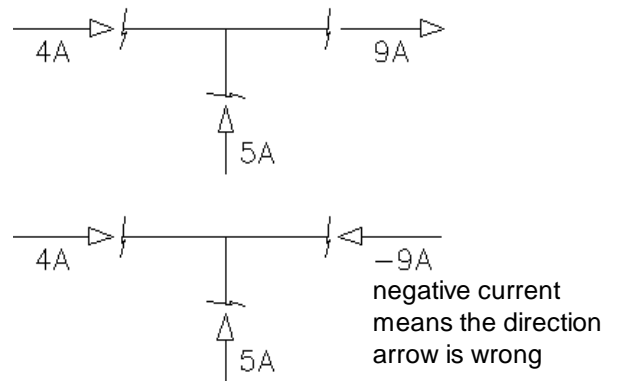 4A
9A
5A
4A
−9A
negative current
means the direction
arrow is wrong
5A